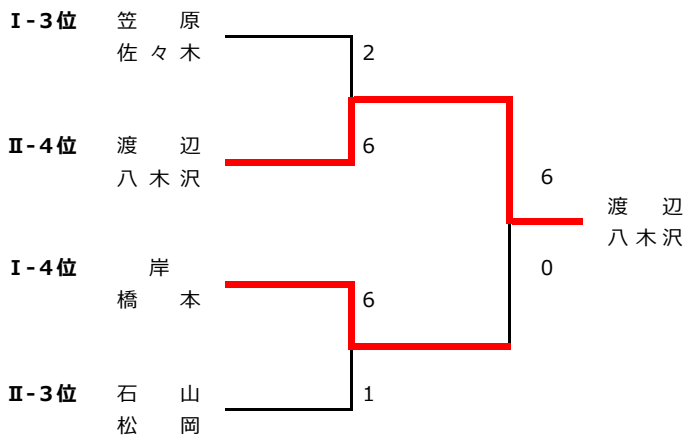 Ⅰ-3位 笠 原
佐々木
2
Ⅱ-4位 渡 辺
八木沢
6
6
渡 辺
八木沢
Ⅰ-4位 岸
橋 本
0
6
Ⅱ-3位 石 山
松 岡
1